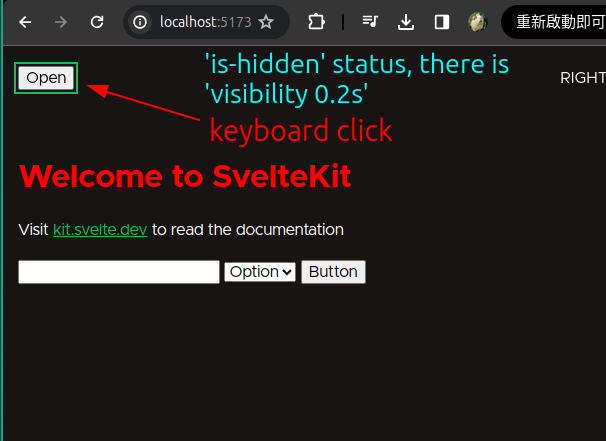 localhost:5173
重新啟動即可
Open
'is-hidden' status, there is
'visibility 0.2s'
RIGHT
keyboard click
Welcome to SvelteKit
Visit kit.svelte.dev to read the documentation
Option
Button